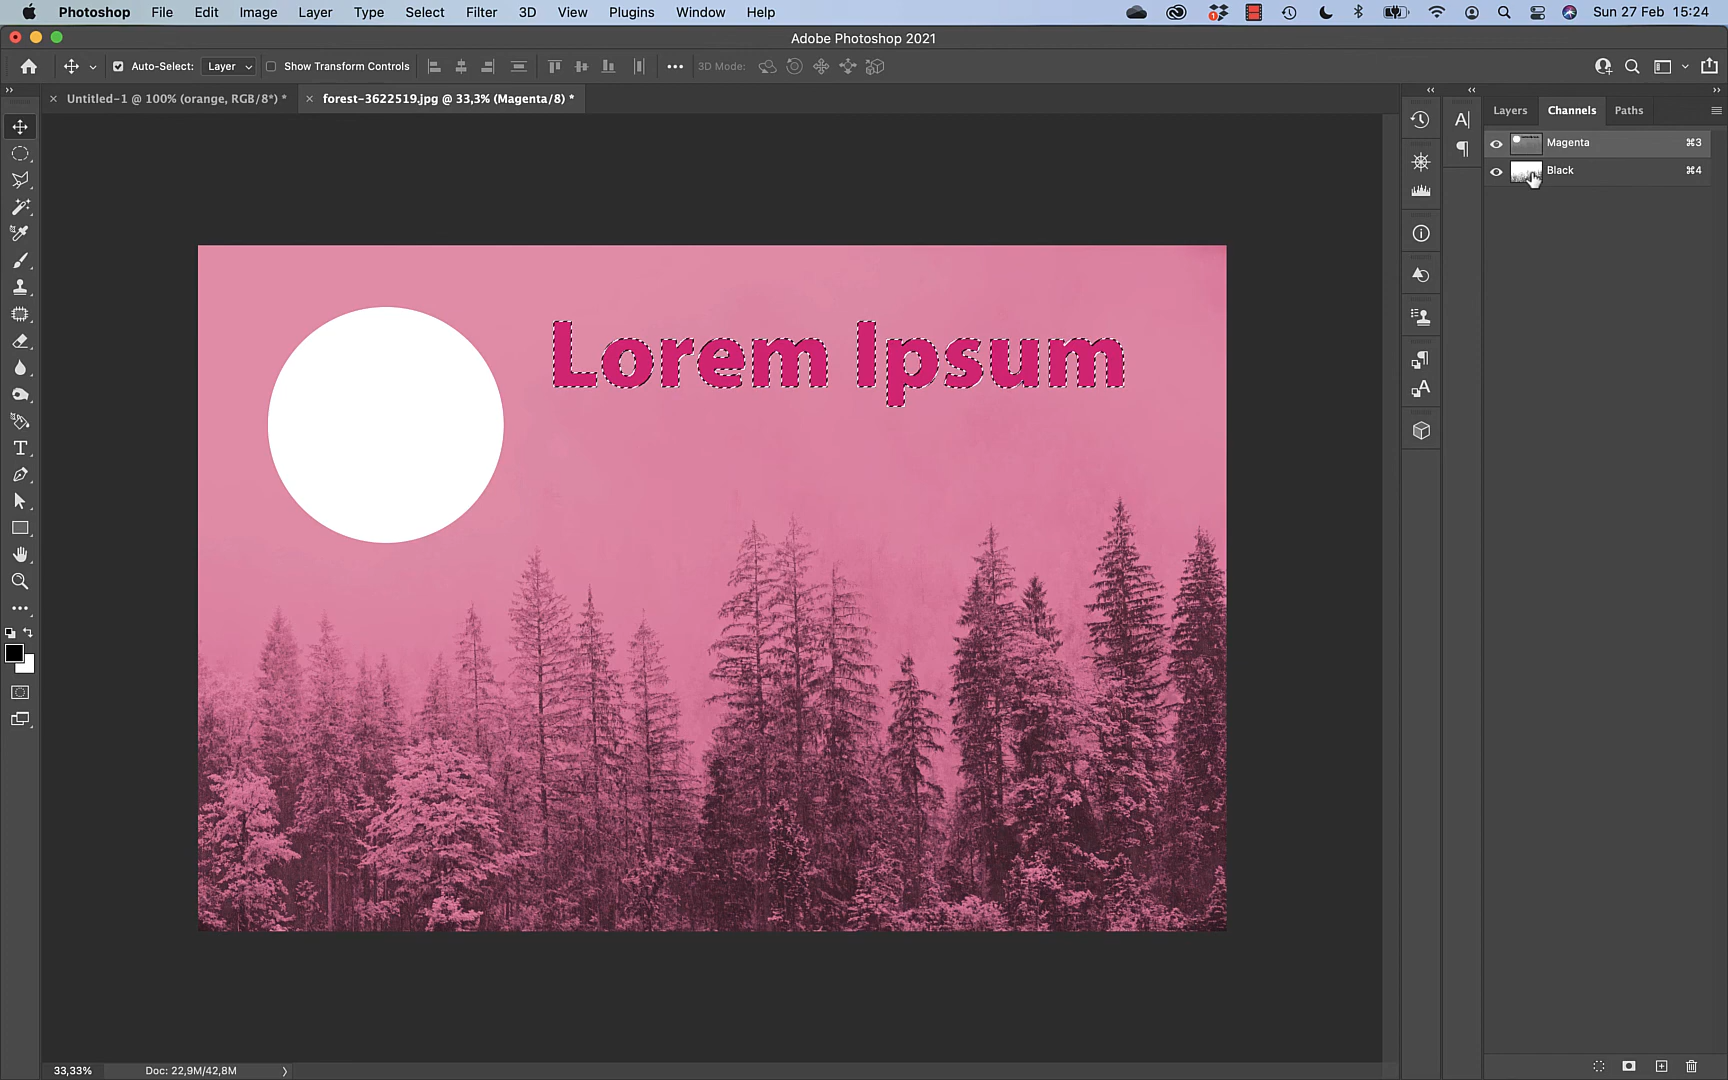 Photoshop File Edit Image Layer Type Select Filter 3D View Plugins Window Help Sun 27 Feb 15:24
Adobe Photoshop 2021
Auto-Select: Layer Show Transform Controls 3D Mode:
Untitled-1 @ 100% (orange, RGB/8*) * forest-3622519.jpg @ 33,3% (Magenta/8) *
Layers Channels Paths
Magenta ⌘3
Black ⌘4
Lorem Ipsum
33,33% Doc: 22,9M/42,8M